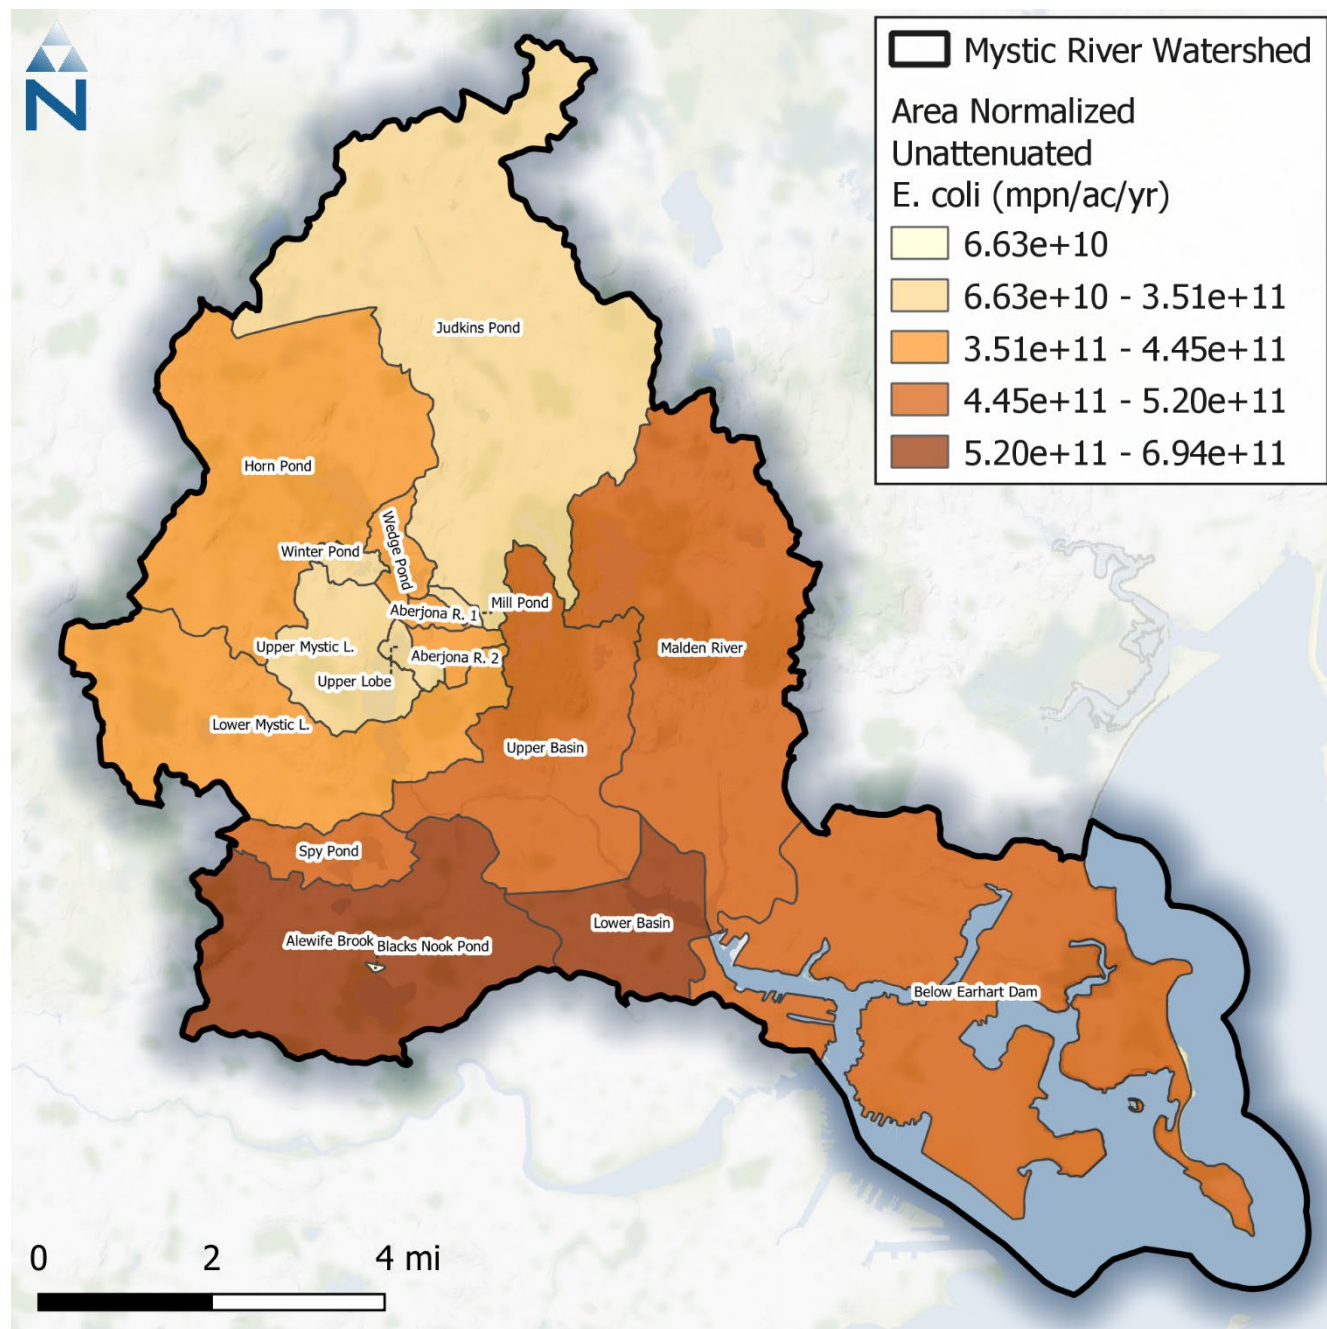 N
Mystic River Watershed
Area Normalized
Unattenuated
E. coli (mpn/ac/yr)
6.63e+10
6.63e+10 - 3.51e+11
3.51e+11 - 4.45e+11
4.45e+11 - 5.20e+11
5.20e+11 - 6.94e+11
Judkins Pond
Horn Pond
Wedge Pond
Winter Pond
Mill Pond
Aberjona R. 1
Upper Mystic L.
Malden River
Aberjona R. 2
Upper Lobe
Lower Mystic L.
Upper Basin
Spy Pond
Lower Basin
Alewife Brook
Blacks Nook Pond
Below Earhart Dam
0 2 4 mi